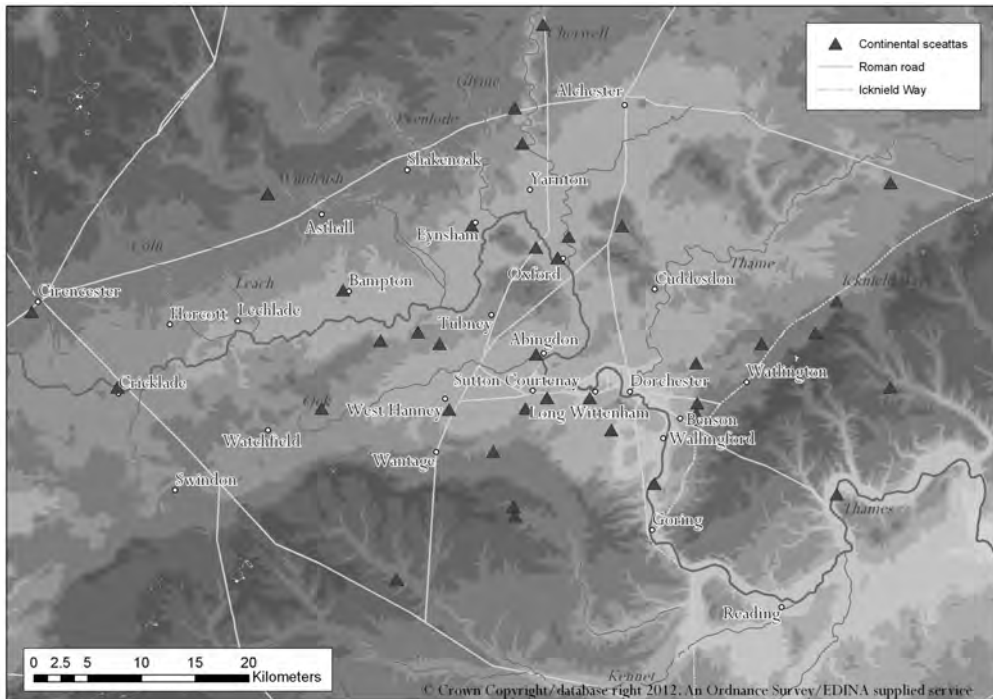 Cherwell
Continental sceattas
Roman road
Icknield Way
Glyme
Alchester
Evenlode
Shakenoak
Windrush
Yarnton
Asthall
Eynsham
Coln
Oxford
Thame
Cuddesdon
Icknield Way
Leach
Bampton
Cirencester
Lechlade
Horcott
Tubney
Abingdon
Cricklade
Sutton Courtenay
Dorchester
Watlington
Ock
West Hanney
Long Wittenham
Benson
Watchfield
Wallingford
Wantage
Swindon
Thames
Goring
Reading
Kennet
0 2.5 5 10 15 20
Kilometers
© Crown Copyright/database right 2012. An Ordnance Survey/EDINA supplied service